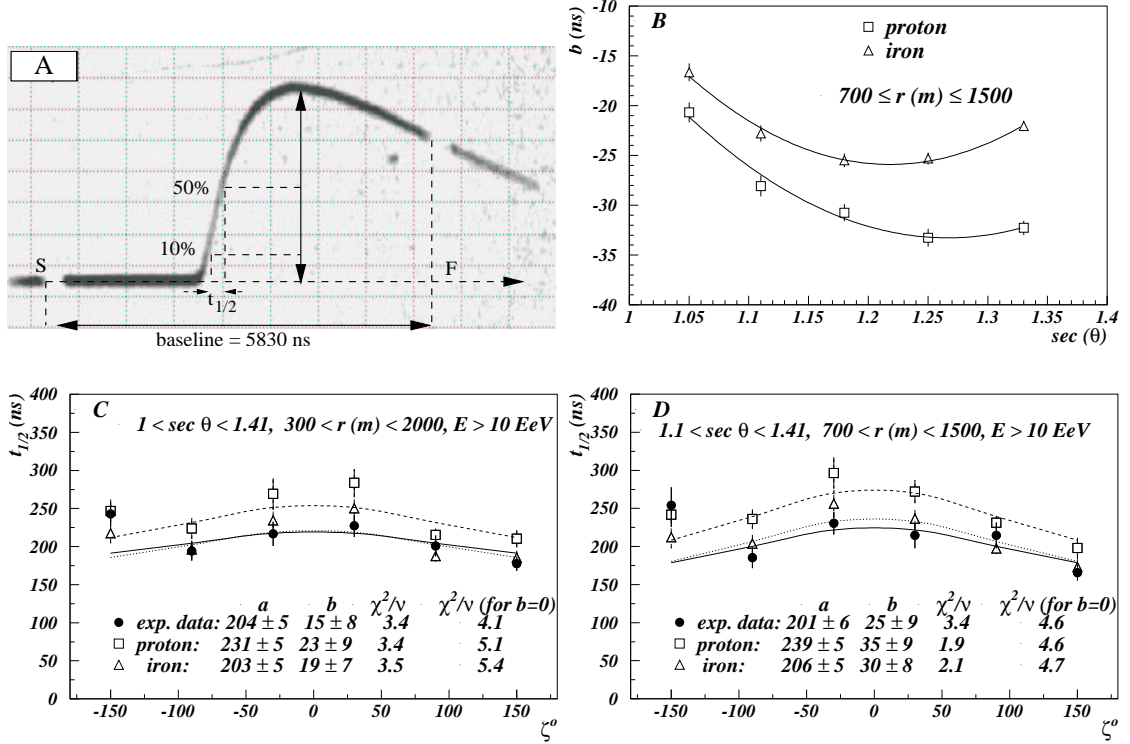 A
50%
10%
S
F
t1/2
baseline = 5830 ns
B
proton
iron
700 ≤ r (m) ≤ 1500
b (ns)
-10
-15
-20
-25
-30
-35
-40
1 1.05 1.1 1.15 1.2 1.25 1.3 1.35 1.4
sec (θ)
C
1 < sec θ < 1.41, 300 < r (m) < 2000, E > 10 EeV
t1/2 (ns)
400
350
300
250
200
150
100
50
0
a b χ²/ν χ²/ν (for b=0)
exp. data: 204 ± 5 15 ± 8 3.4 4.1
proton: 231 ± 5 23 ± 9 3.4 5.1
iron: 203 ± 5 19 ± 7 3.5 5.4
-150 -100 -50 0 50 100 150
ζ°
D
1.1 < sec θ < 1.41, 700 < r (m) < 1500, E > 10 EeV
t1/2 (ns)
400
350
300
250
200
150
100
50
0
a b χ²/ν χ²/ν (for b=0)
exp. data: 201 ± 6 25 ± 9 3.4 4.6
proton: 239 ± 5 35 ± 9 1.9 4.6
iron: 206 ± 5 30 ± 8 2.1 4.7
-150 -100 -50 0 50 100 150
ζ°